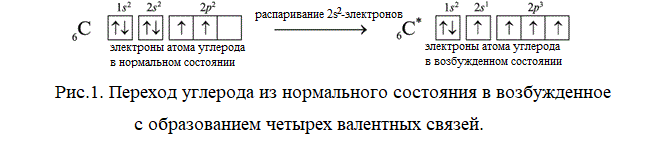 1s² 2s² 2p² 1s² 2s¹ 2p³
₆C ↑↓ ↑↓ ↑ ↑ распаривание 2s²-электронов ₆C* ↑↓ ↑ ↑ ↑ ↑
электроны атома углерода электроны атома углерода
в нормальном состоянии в возбужденном состоянии
Рис.1. Переход углерода из нормального состояния в возбужденное
с образованием четырех валентных связей.